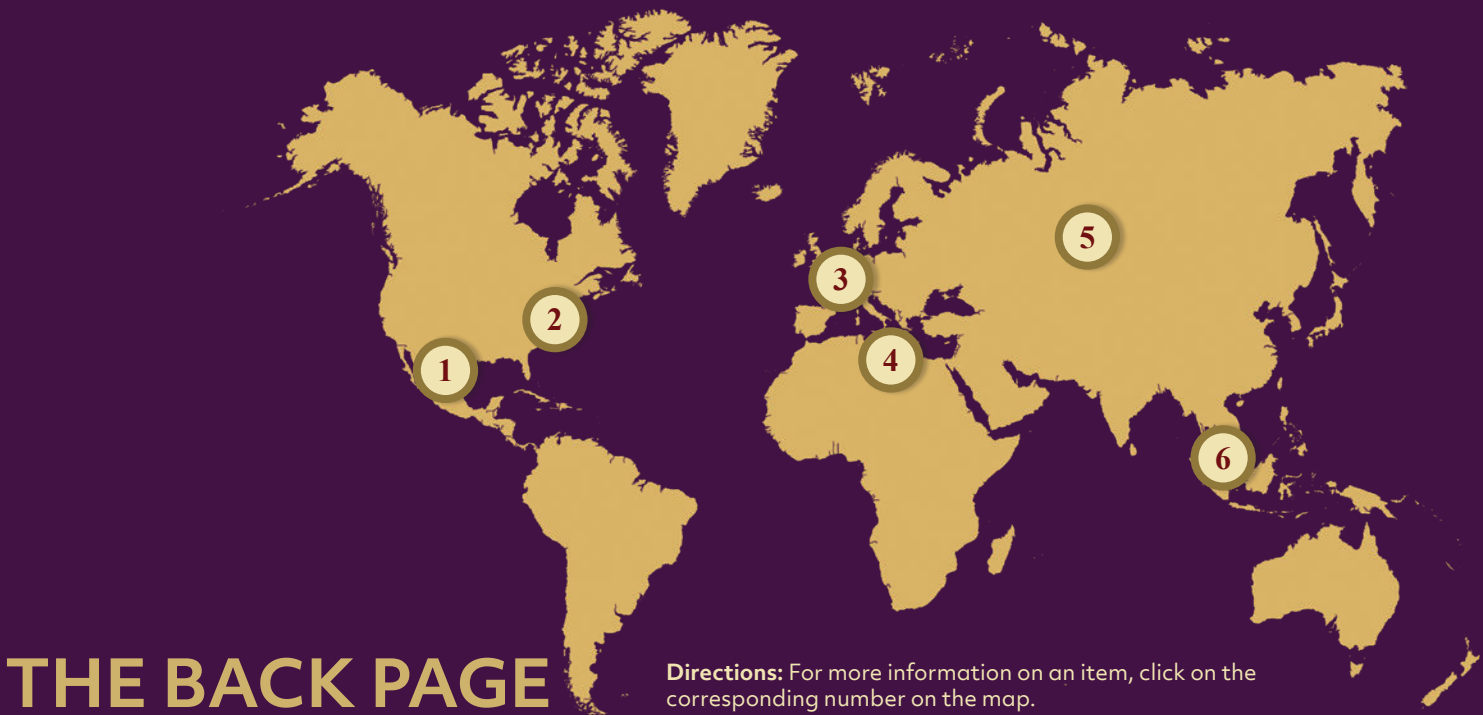 5
3
2
4
1
6
THE BACK PAGE
Directions: For more information on an item, click on the
corresponding number on the map.